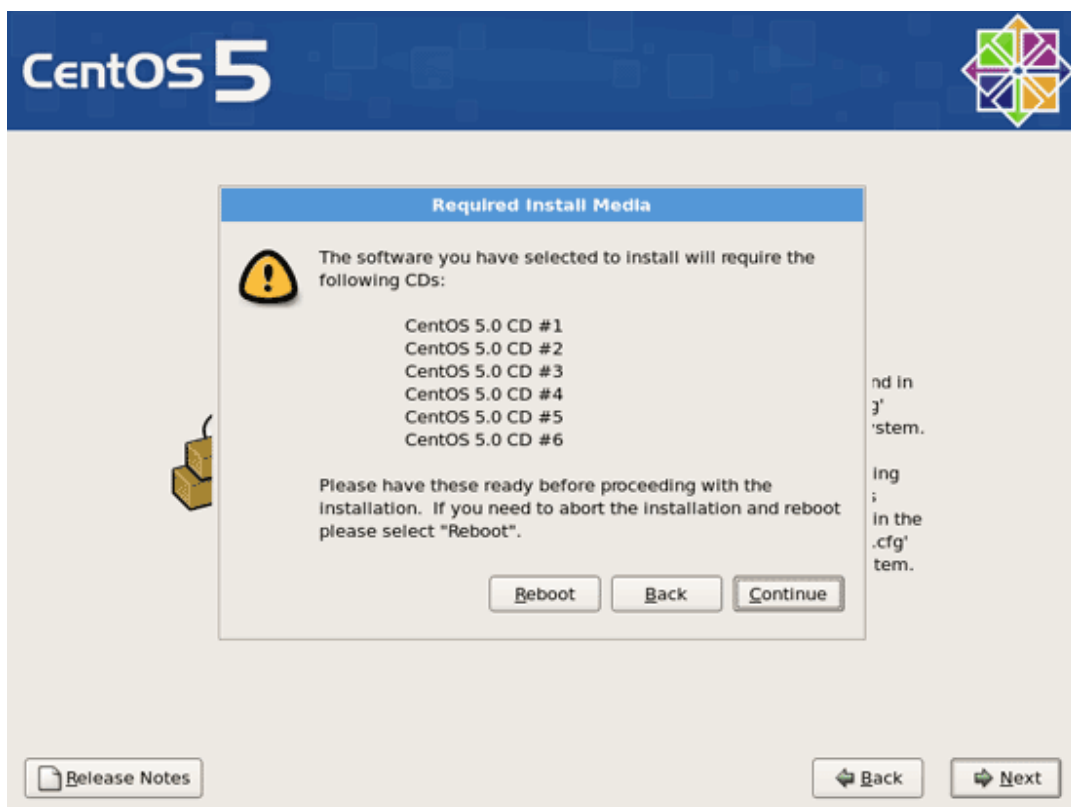 CentOS 5
Required Install Media
The software you have selected to install will require the
following CDs:
CentOS 5.0 CD #1
CentOS 5.0 CD #2
CentOS 5.0 CD #3
CentOS 5.0 CD #4
CentOS 5.0 CD #5
CentOS 5.0 CD #6
Please have these ready before proceeding with the
installation.  If you need to abort the installation and reboot
please select "Reboot".
Reboot
Back
Continue
nd in
g'
stem.
ing
s
in the
.cfg'
tem.
Release Notes
Back
Next